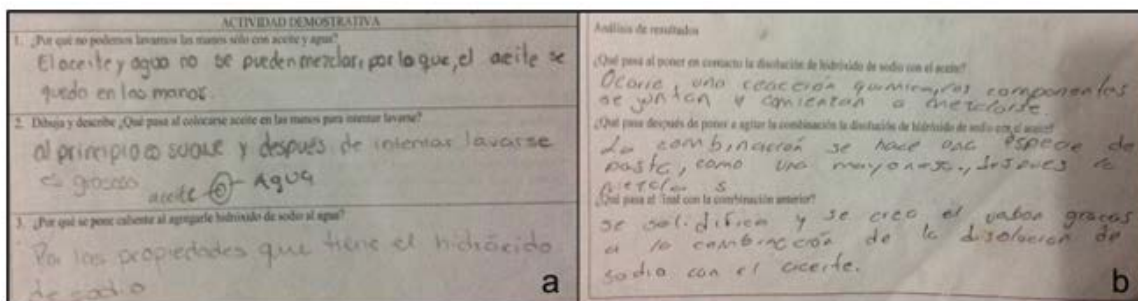 ACTIVIDAD DEMOSTRATIVA
1. ¿Por qué no podemos lavarnos las manos sólo con aceite y agua?
El aceite y agua no se pueden mezclar, por lo que, el aeite se
queda en las manos.
2. Dibuja y describe ¿Qué pasa al colocarse aceite en las manos para intentar lavarse?
al principio es suave y después de intentar lavarse
es grasoso
aceite Agua
3. ¿Por qué se pone caliente al agregarle hidróxido de sodio al agua?
Por las propiedades que tiene el hidróxido
de sodio
a
Análisis de resultados
¿Qué pasa al poner en contacto la disolución de hidróxido de sodio con el aceite?
Ocurre una reacción química, los componentes
se juntan y comienzan a mezclarse.
¿Qué pasa después de poner a agitar la combinación la disolución de hidróxido de sodio con el aceite?
La combinación se hace una especie de
pasta, como una mayonesa, después de
¿Qué pasa al final con la combinación anterior?
se solidifica y se crea el jabon gracas
a la combinación de la disolución de
sodio con el aceite.
b